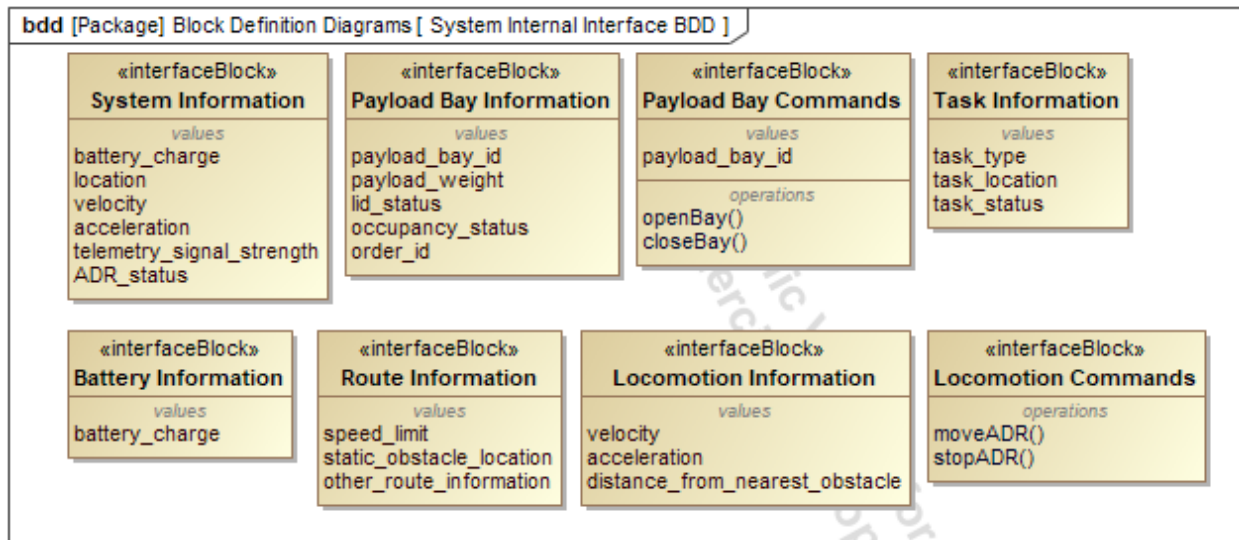 bdd [Package] Block Definition Diagrams [ System Internal Interface BDD ]
«interfaceBlock»
System Information
values
battery_charge
location
velocity
acceleration
telemetry_signal_strength
ADR_status
«interfaceBlock»
Payload Bay Information
values
payload_bay_id
payload_weight
lid_status
occupancy_status
order_id
«interfaceBlock»
Payload Bay Commands
values
payload_bay_id
operations
openBay()
closeBay()
«interfaceBlock»
Task Information
values
task_type
task_location
task_status
«interfaceBlock»
Battery Information
values
battery_charge
«interfaceBlock»
Route Information
values
speed_limit
static_obstacle_location
other_route_information
«interfaceBlock»
Locomotion Information
values
velocity
acceleration
distance_from_nearest_obstacle
«interfaceBlock»
Locomotion Commands
operations
moveADR()
stopADR()